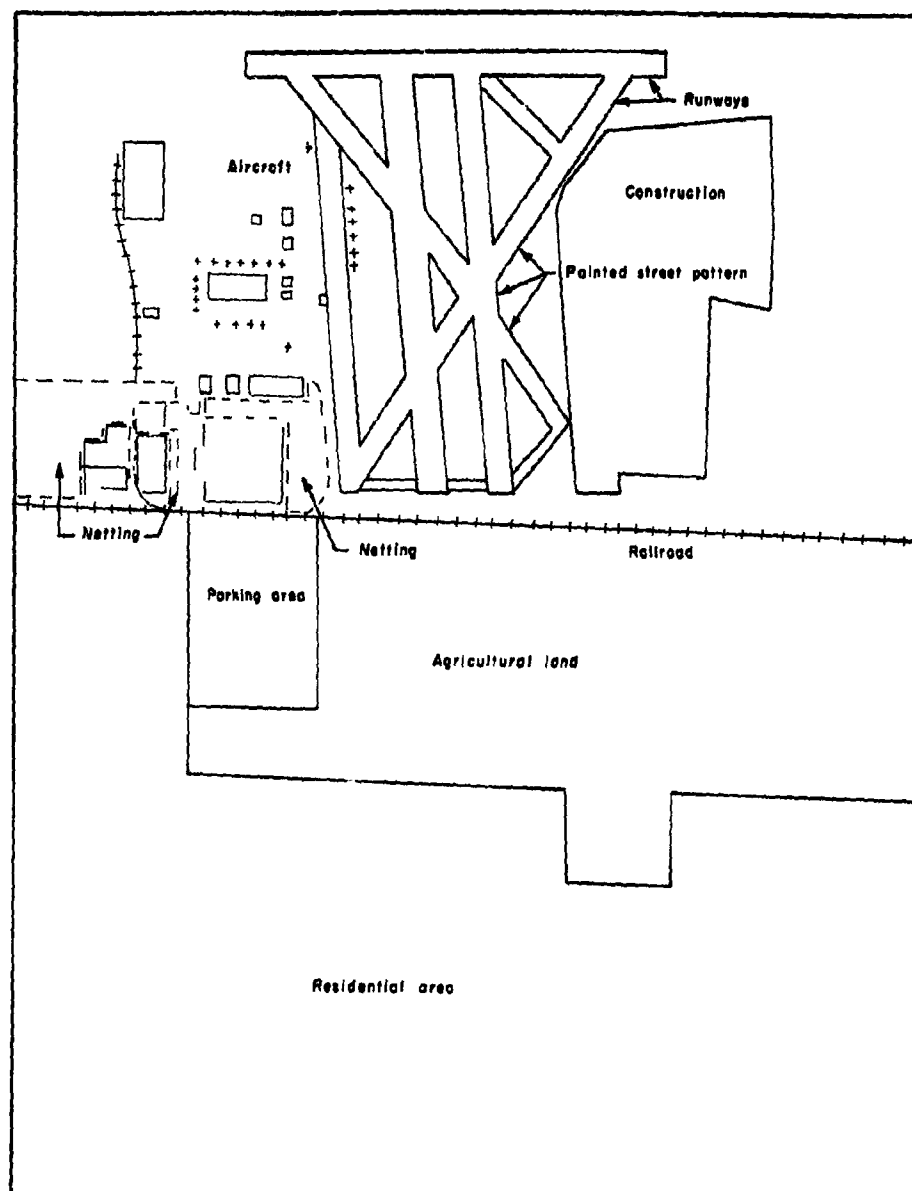 Runways
Aircraft
Construction
Painted street pattern
Netting
Netting
Railroad
Parking area
Agricultural land
Residential area